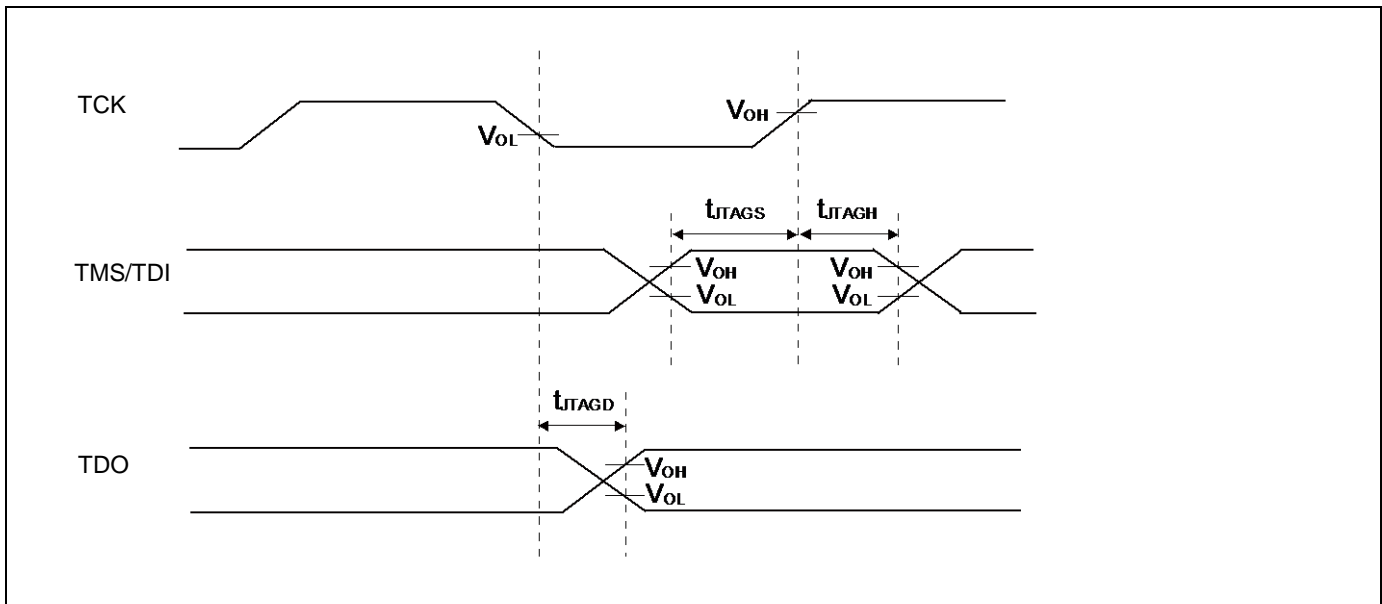 TCK
VOL
VOH
tJTAGS
tJTAGH
TMS/TDI
VOH
VOH
VOL
VOL
tJTAGD
TDO
VOH
VOL